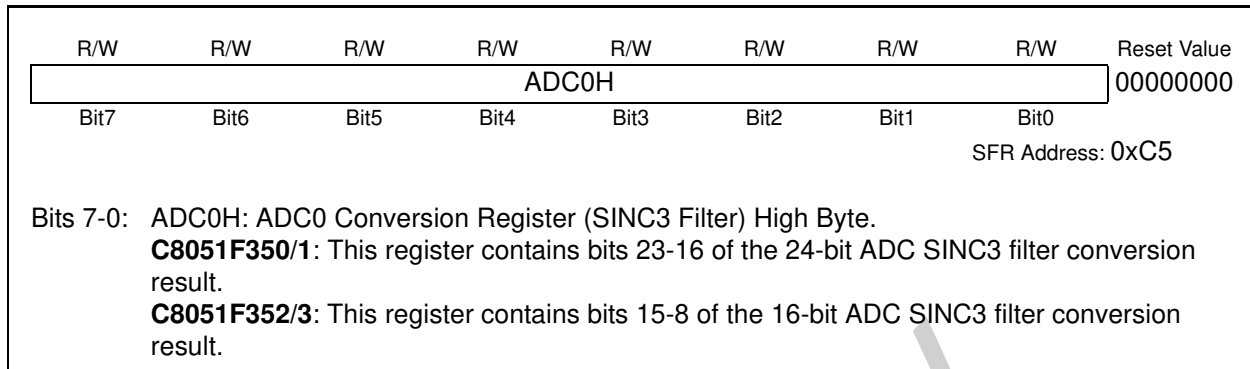 R/W R/W R/W R/W R/W R/W R/W R/W Reset Value
ADC0H 00000000
Bit7 Bit6 Bit5 Bit4 Bit3 Bit2 Bit1 Bit0
SFR Address: 0xC5
Bits 7-0: ADC0H: ADC0 Conversion Register (SINC3 Filter) High Byte.
C8051F350/1: This register contains bits 23-16 of the 24-bit ADC SINC3 filter conversion
result.
C8051F352/3: This register contains bits 15-8 of the 16-bit ADC SINC3 filter conversion
result.